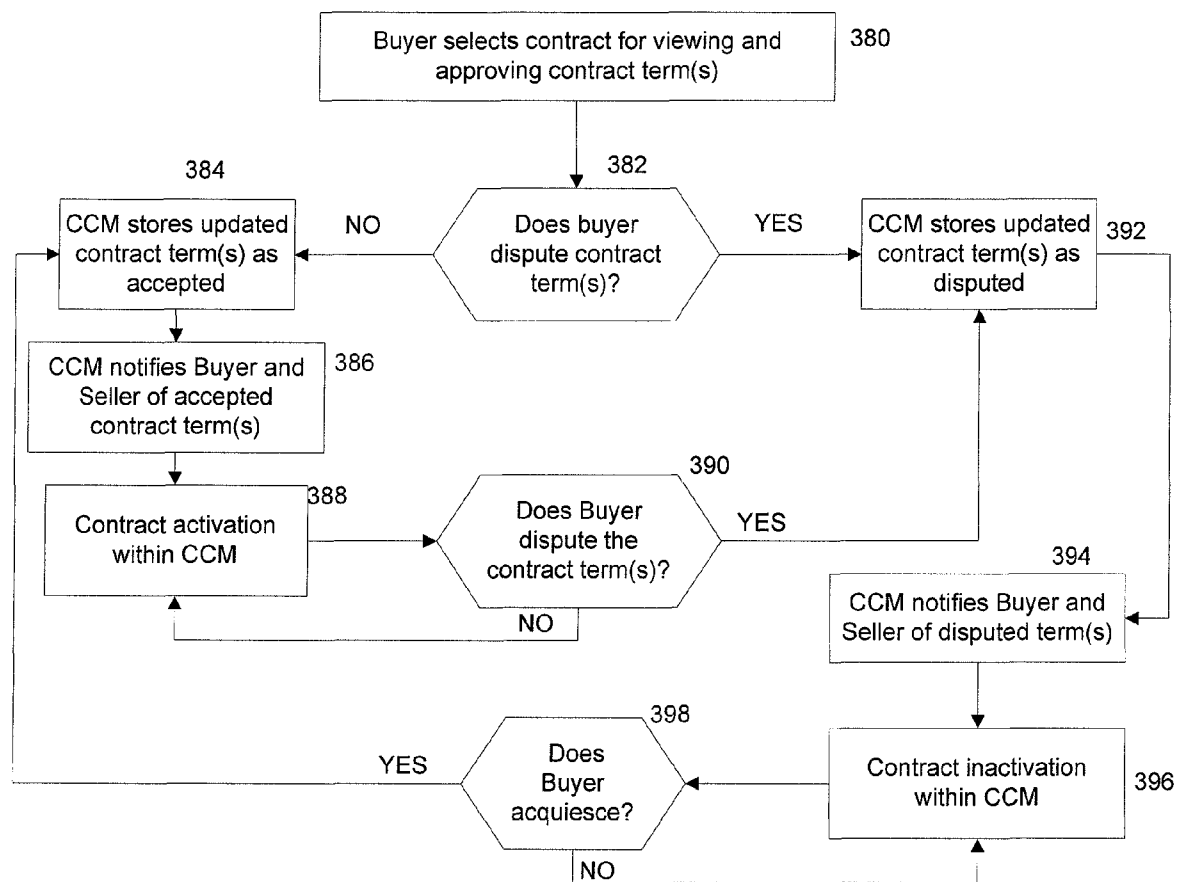 Buyer selects contract for viewing and
approving contract term(s)
380
382
Does buyer
dispute contract
term(s)?
NO
YES
384
CCM stores updated
contract term(s) as
accepted
CCM stores updated
contract term(s) as
disputed
392
CCM notifies Buyer and
Seller of accepted
contract term(s)
386
Contract activation
within CCM
388
390
Does Buyer
dispute the
contract term(s)?
YES
NO
394
CCM notifies Buyer and
Seller of disputed term(s)
Contract inactivation
within CCM
396
398
Does
Buyer
acquiesce?
YES
NO